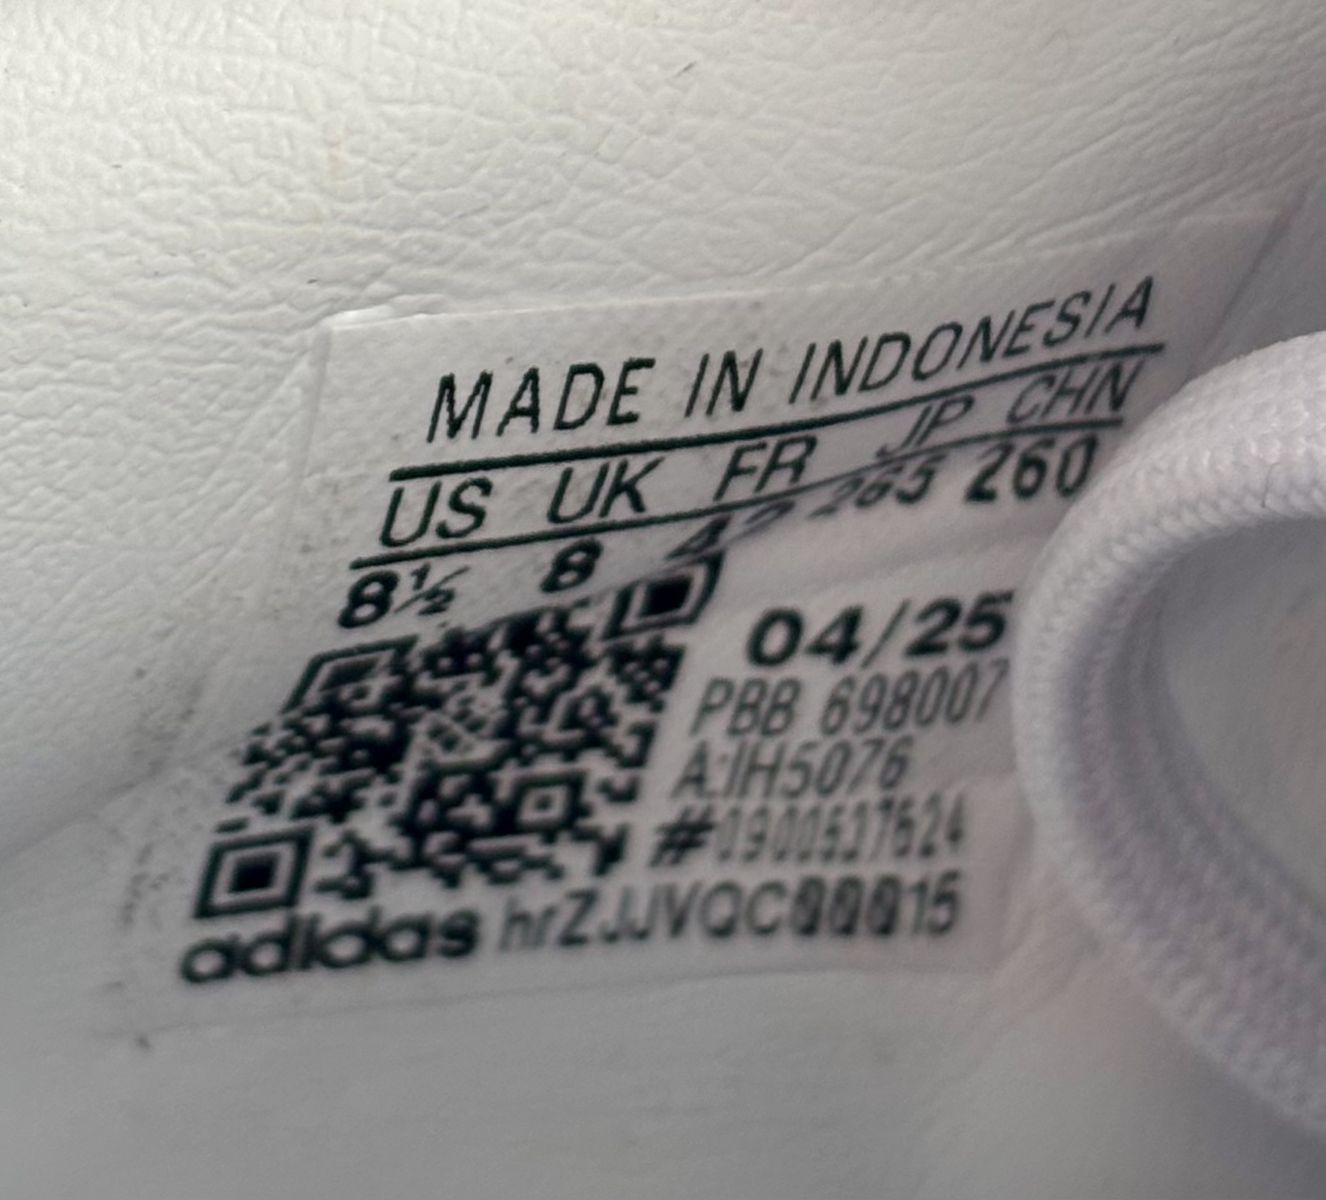 MADE IN INDONESIA
US UK FR JP CHN
8½ 8 42 265 260
04/25
PBB 698007
A:IH5076
#0900537624
adidas hrZJJVQC00015